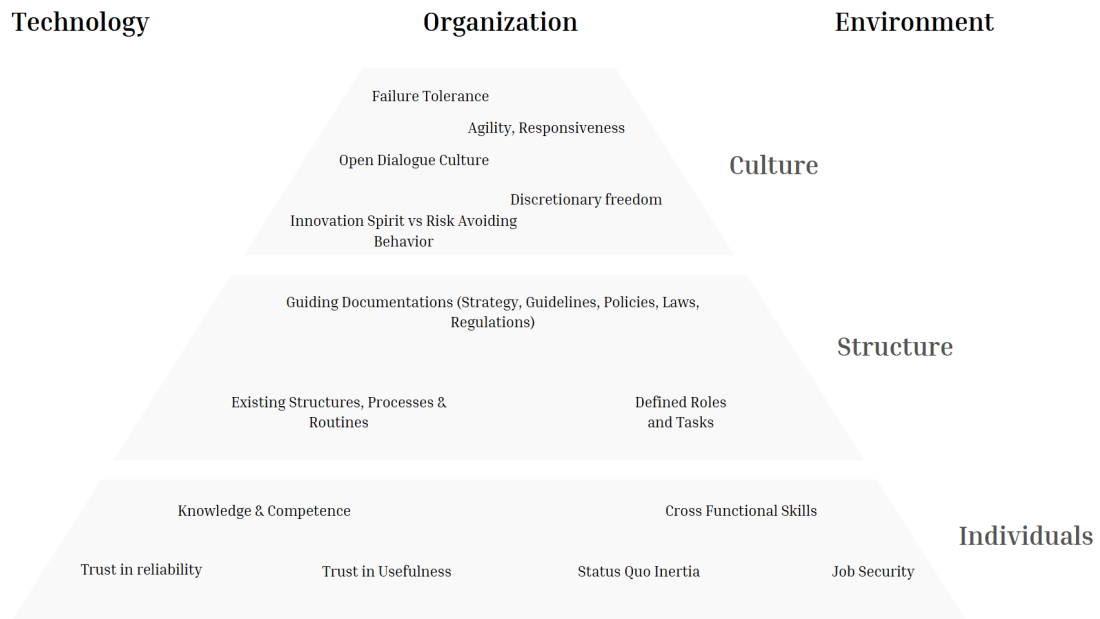 Technology
Organization
Environment
Failure Tolerance
Agility, Responsiveness
Open Dialogue Culture
Culture
Discretionary freedom
Innovation Spirit vs Risk Avoiding
Behavior
Guiding Documentations (Strategy, Guidelines, Policies, Laws,
Regulations)
Structure
Existing Structures, Processes &
Routines
Defined Roles
and Tasks
Knowledge & Competence
Cross Functional Skills
Individuals
Trust in reliability
Trust in Usefulness
Status Quo Inertia
Job Security